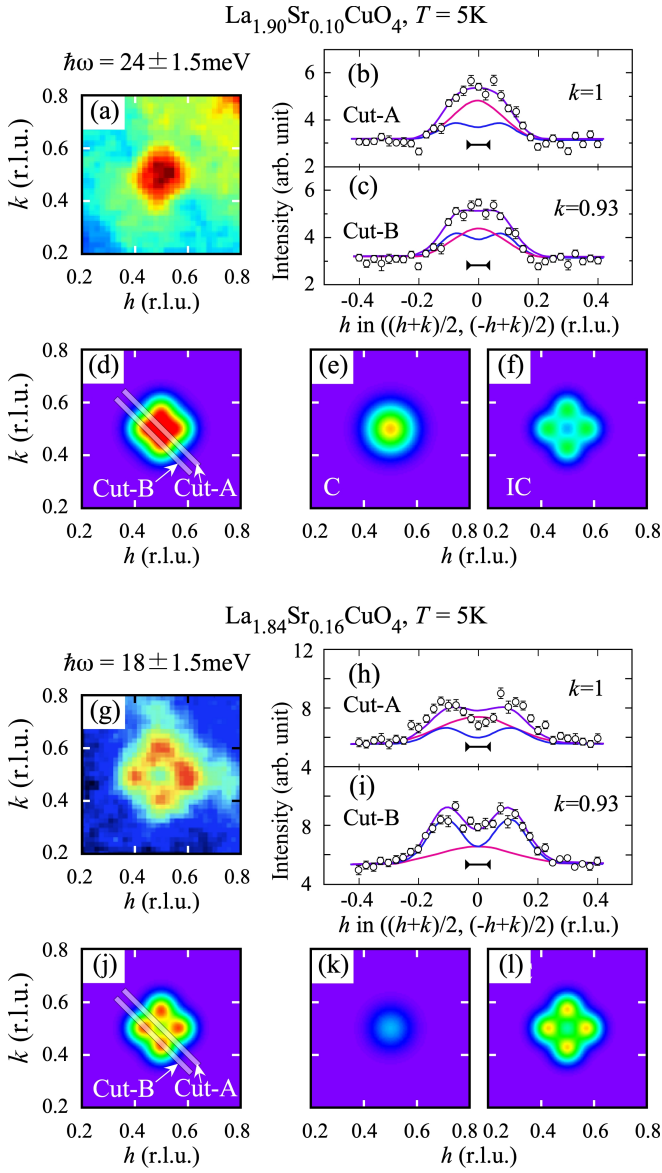 La1.90Sr0.10CuO4, T = 5K
ħω = 24±1.5meV
(a)
0.8
0.6
0.4
0.2
k (r.l.u.)
0.2 0.4 0.6 0.8
h (r.l.u.)
(b)
Cut-A
k=1
6
4
2
Intensity (arb. unit)
(c)
Cut-B
k=0.93
6
4
2
-0.4 -0.2 0 0.2 0.4
h in ((h+k)/2, (-h+k)/2) (r.l.u.)
(d)
0.8
0.6
0.4
0.2
k (r.l.u.)
Cut-B Cut-A
0.2 0.4 0.6 0.8
h (r.l.u.)
(e)
C
(f)
IC
0.2 0.4 0.6 0.8 0.4 0.6 0.8
h (r.l.u.)
La1.84Sr0.16CuO4, T = 5K
ħω = 18±1.5meV
(g)
0.8
0.6
0.4
0.2
k (r.l.u.)
0.2 0.4 0.6 0.8
h (r.l.u.)
(h)
Cut-A
k=1
12
8
4
Intensity (arb. unit)
(i)
Cut-B
k=0.93
8
4
-0.4 -0.2 0 0.2 0.4
h in ((h+k)/2, (-h+k)/2) (r.l.u.)
(j)
0.8
0.6
0.4
0.2
k (r.l.u.)
Cut-B Cut-A
0.2 0.4 0.6 0.8
h (r.l.u.)
(k)
(l)
0.2 0.4 0.6 0.8 0.4 0.6 0.8
h (r.l.u.)